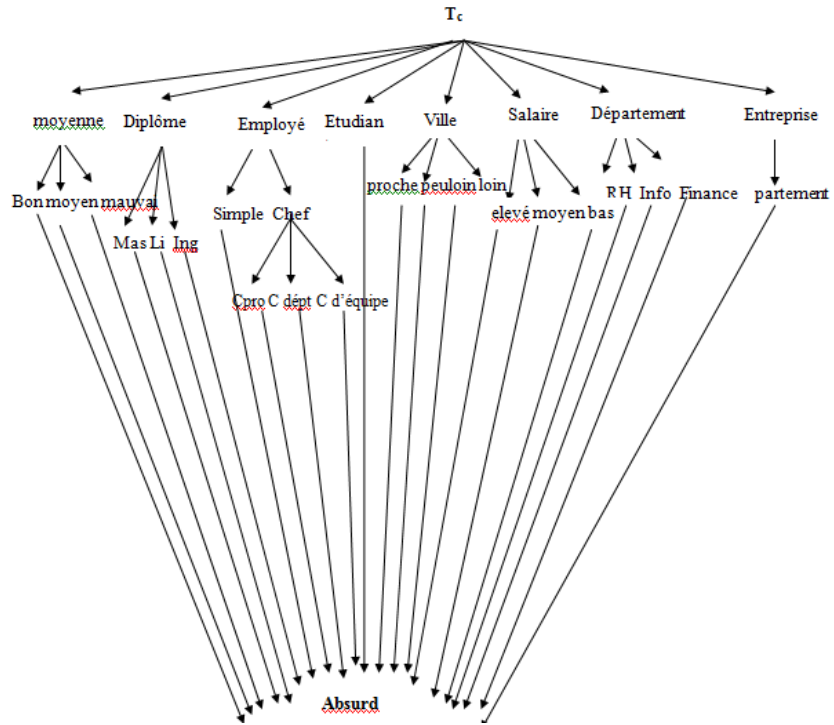 Tc
moyenne Diplôme Employé Etudian Ville Salaire Département Entreprise
Bon moyen mauvai Mas Li Ing Simple Chef proche peuloin loin elevé moyen bas RH Info Finance partement
Cpro C dépt C d'équipe
Absurd